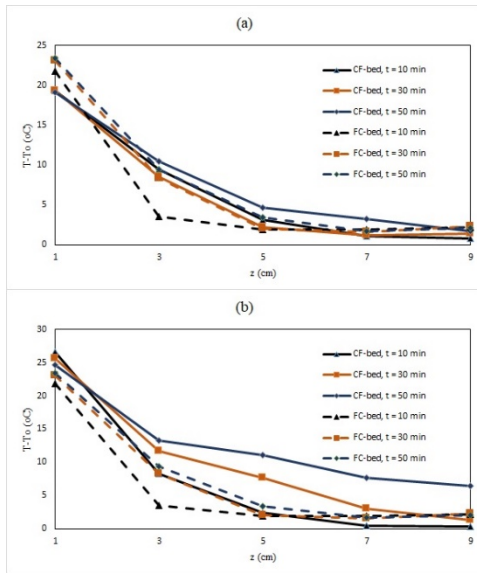 (a)
25
20
15
10
5
0
T-To (oC)
CF-bed, t = 10 min
CF-bed, t = 30 min
CF-bed, t = 50 min
FC-bed, t = 10 min
FC-bed, t = 30 min
FC-bed, t = 50 min
1 3 5 7 9
z (cm)
(b)
30
25
20
15
10
5
0
T-To (oC)
CF-bed, t = 10 min
CF-bed, t = 30 min
CF-bed, t = 50 min
FC-bed, t = 10 min
FC-bed, t = 30 min
FC-bed, t = 50 min
1 3 5 7 9
z (cm)